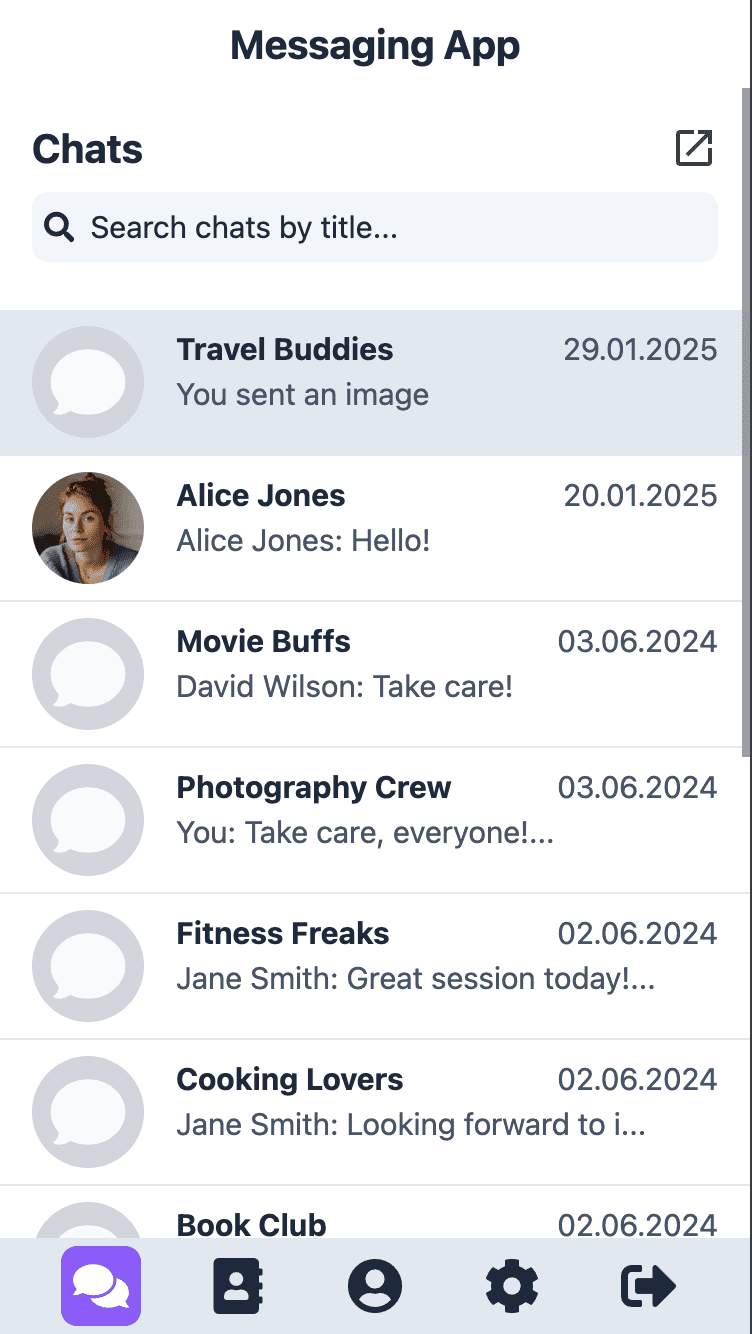 Messaging App
Chats
Search chats by title...
Travel Buddies 29.01.2025
You sent an image
Alice Jones 20.01.2025
Alice Jones: Hello!
Movie Buffs 03.06.2024
David Wilson: Take care!
Photography Crew 03.06.2024
You: Take care, everyone!...
Fitness Freaks 02.06.2024
Jane Smith: Great session today!...
Cooking Lovers 02.06.2024
Jane Smith: Looking forward to i...
Book Club 02.06.2024